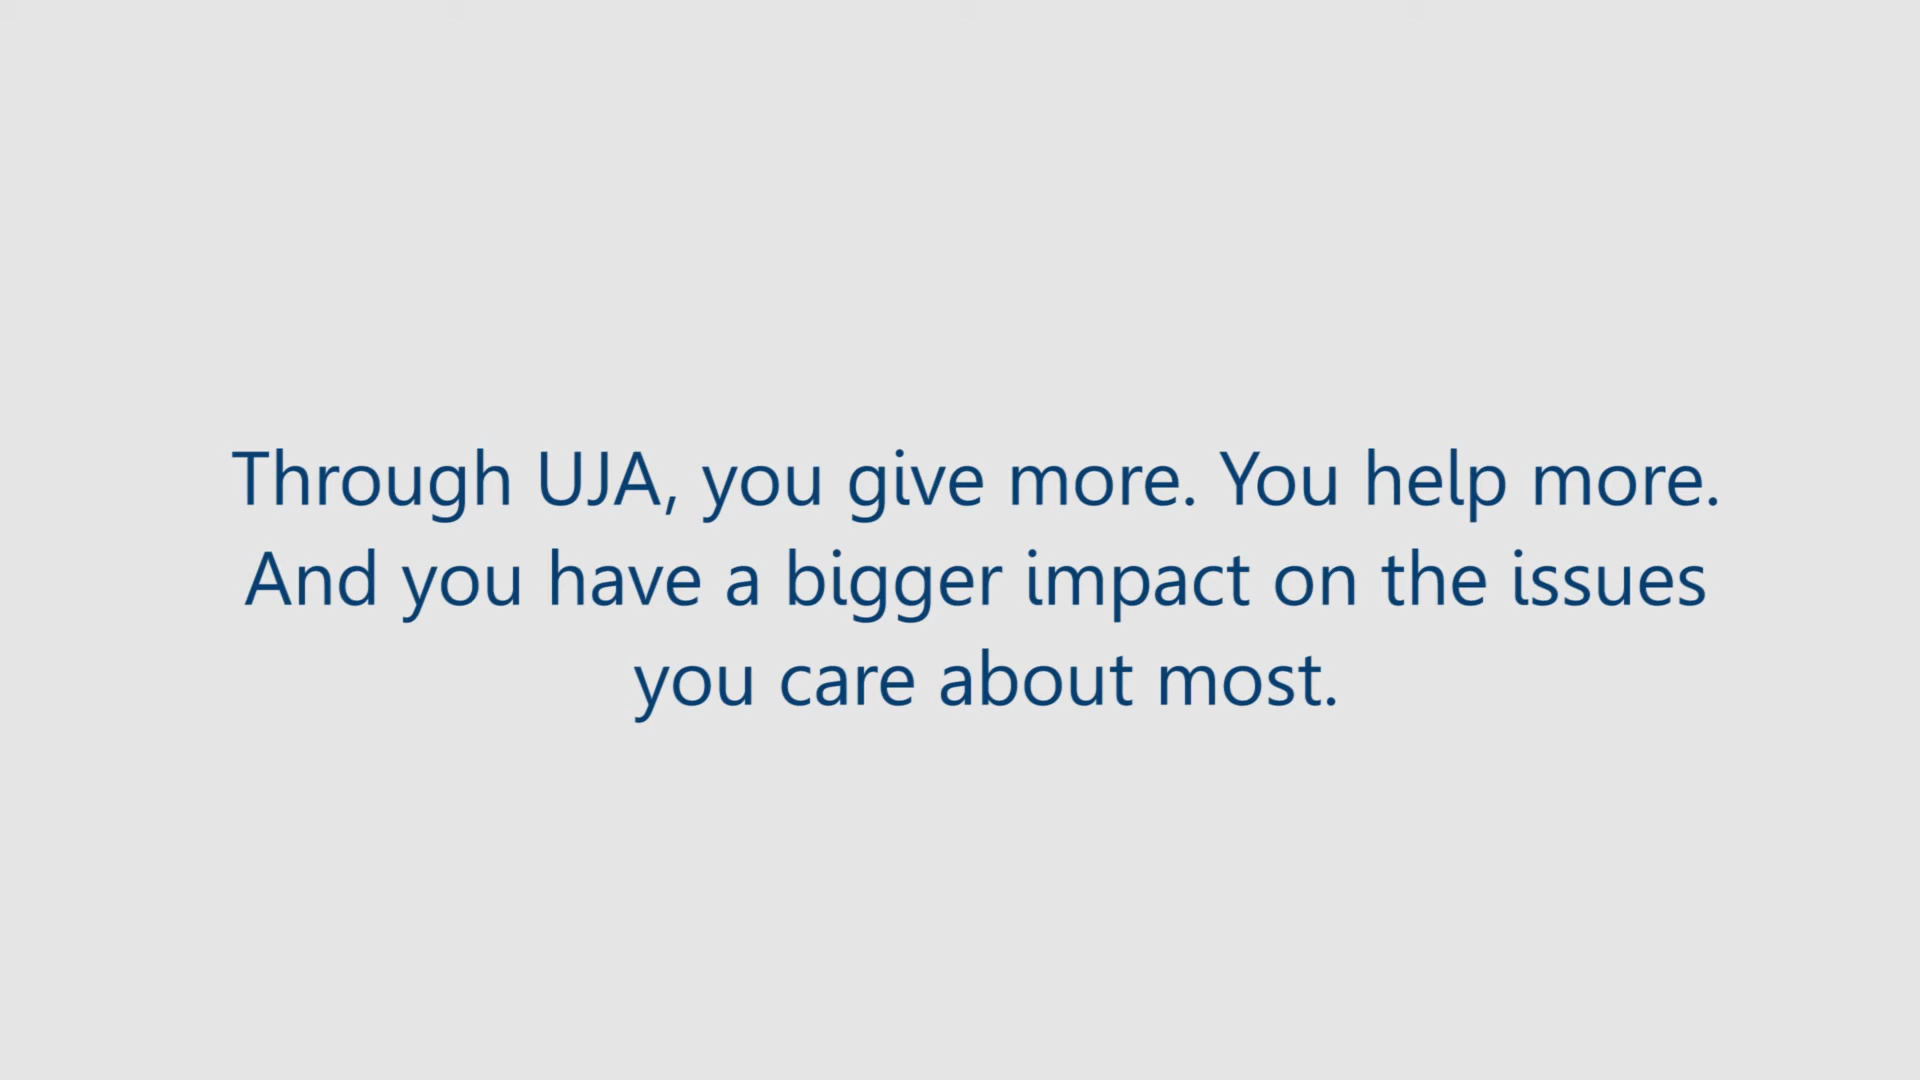 Through UJA, you give more. You help more.
And you have a bigger impact on the issues
you care about most.